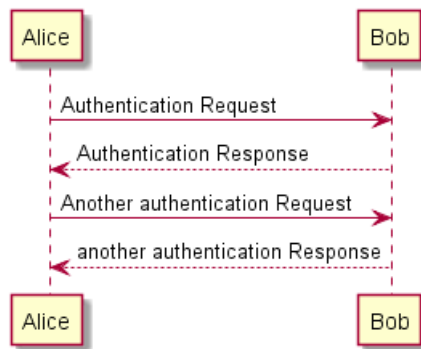 Alice
Bob
Authentication Request
Authentication Response
Another authentication Request
another authentication Response
Alice
Bob